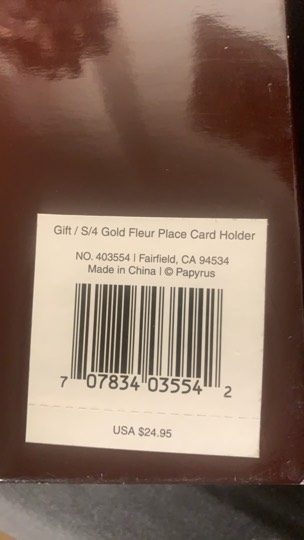 Gift / S/4 Gold Fleur Place Card Holder
NO. 403554 | Fairfield, CA 94534
Made in China | © Papyrus
7 07834 03554 2
USA $24.95